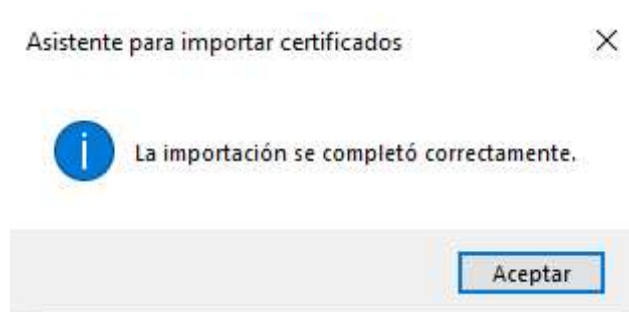 Asistente para importar certificados
La importación se completó correctamente.
Aceptar